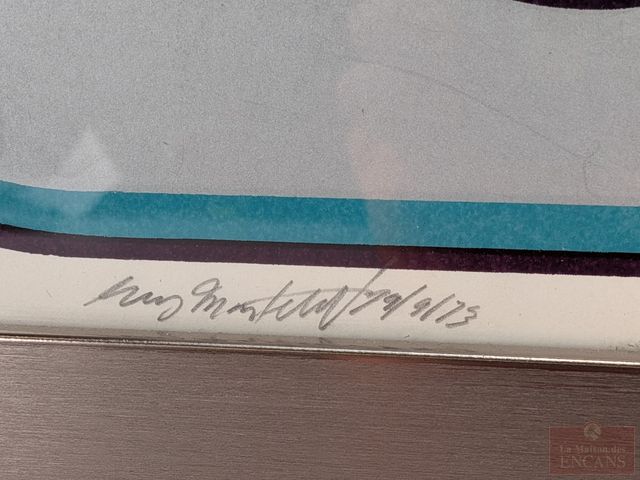 Guy Montpetit / 29/9/73
La Maison des
ENCANS